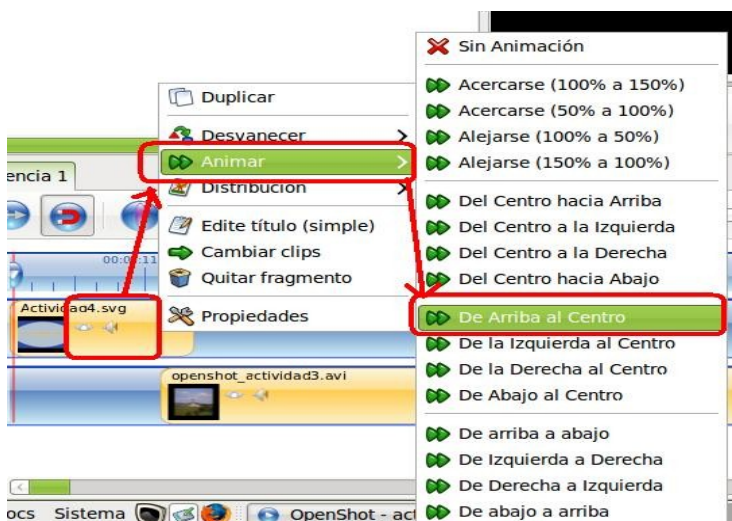 Sin Animación
Acercarse (100% a 150%)
Acercarse (50% a 100%)
Alejarse (100% a 50%)
Alejarse (150% a 100%)
Del Centro hacia Arriba
Del Centro a la Izquierda
Del Centro a la Derecha
Del Centro hacia Abajo
De Arriba al Centro
De la Izquierda al Centro
De la Derecha al Centro
De Abajo al Centro
De arriba a abajo
De Izquierda a Derecha
De Derecha a Izquierda
De abajo a arriba
Duplicar
Desvanecer
Animar
Distribución
Edite título (simple)
Cambiar clips
Quitar fragmento
Propiedades
encia 1
Actividad4.svg
openshot_actividad3.avi
ocs Sistema
OpenShot - act